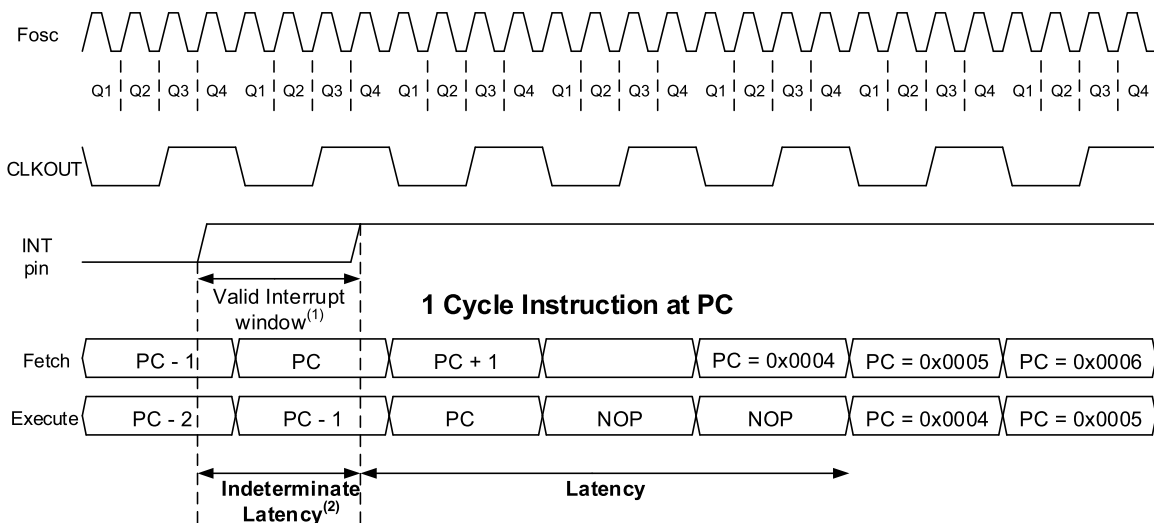 Fosc
Q1 Q2 Q3 Q4 Q1 Q2 Q3 Q4 Q1 Q2 Q3 Q4 Q1 Q2 Q3 Q4 Q1 Q2 Q3 Q4 Q1 Q2 Q3 Q4 Q1 Q2 Q3 Q4
CLKOUT
INT
pin
Valid Interrupt
window(1)
1 Cycle Instruction at PC
Fetch PC - 1 PC PC + 1 PC = 0x0004 PC = 0x0005 PC = 0x0006
Execute PC - 2 PC - 1 PC NOP NOP PC = 0x0004 PC = 0x0005
Indeterminate
Latency(2)
Latency